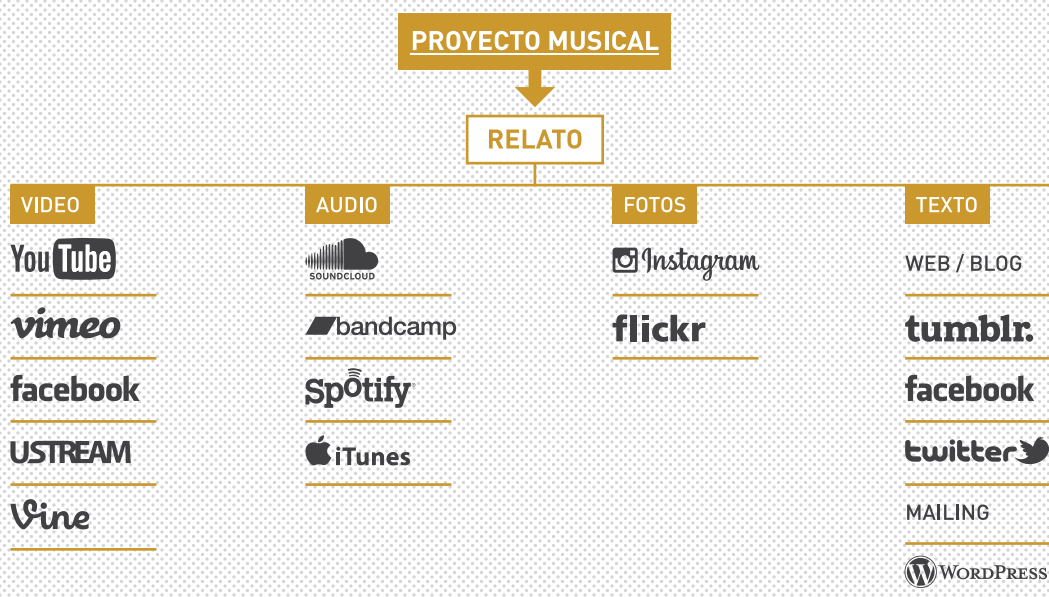 PROYECTO MUSICAL
RELATO
VIDEO
YouTube
vimeo
facebook
USTREAM
Vine
AUDIO
SOUNDCLOUD
bandcamp
Spotify
iTunes
FOTOS
Instagram
flickr
TEXTO
WEB / BLOG
tumblr.
facebook
twitter
MAILING
WORDPRESS